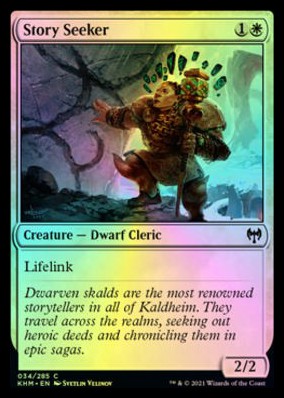 Story Seeker 1
Creature — Dwarf Cleric
Lifelink
Dwarven skalds are the most renowned
storytellers in all of Kaldheim. They
travel across the realms, seeking out
heroic deeds and chronicling them in
epic sagas.
2/2
034/285 C
KHM • EN Svetlin Velinov ™ & © 2021 Wizards of the Coast